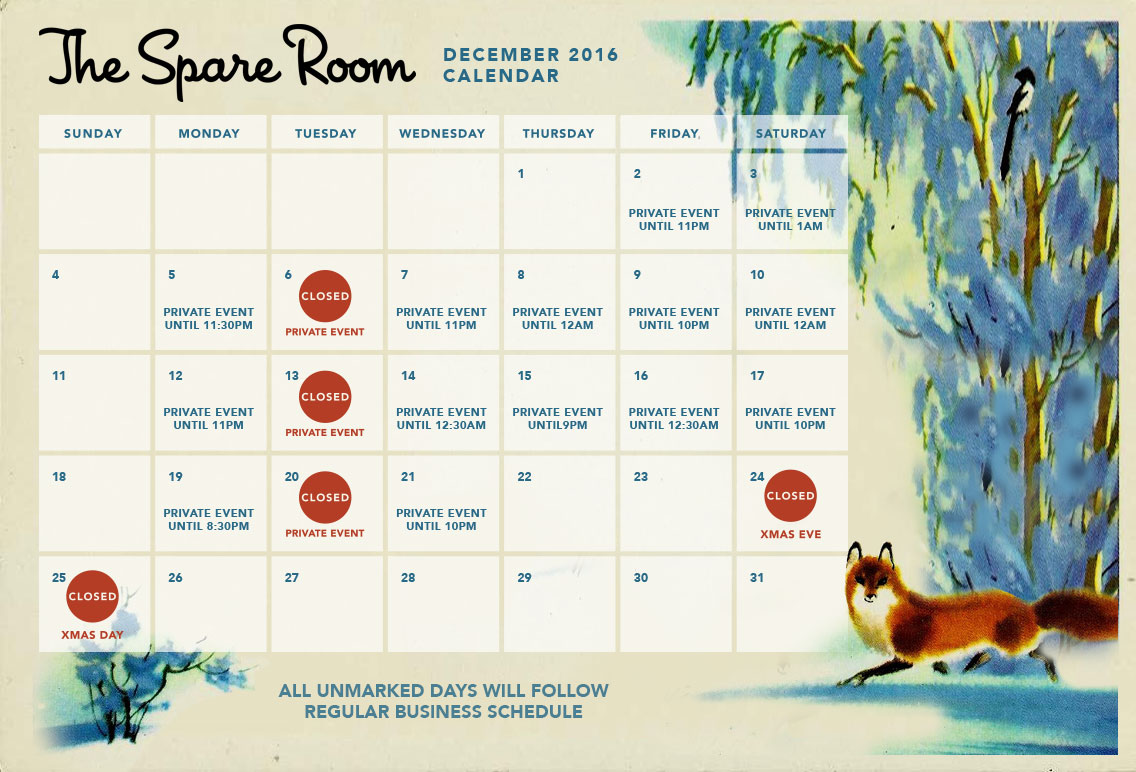 The Spare Room
DECEMBER 2016
CALENDAR
SUNDAY
MONDAY
TUESDAY
WEDNESDAY
THURSDAY
FRIDAY
SATURDAY
1
2
PRIVATE EVENT
UNTIL 11PM
3
PRIVATE EVENT
UNTIL 1AM
4
5
PRIVATE EVENT
UNTIL 11:30PM
6
CLOSED
PRIVATE EVENT
7
PRIVATE EVENT
UNTIL 11PM
8
PRIVATE EVENT
UNTIL 12AM
9
PRIVATE EVENT
UNTIL 10PM
10
PRIVATE EVENT
UNTIL 12AM
11
12
PRIVATE EVENT
UNTIL 11PM
13
CLOSED
PRIVATE EVENT
14
PRIVATE EVENT
UNTIL 12:30AM
15
PRIVATE EVENT
UNTIL9PM
16
PRIVATE EVENT
UNTIL 12:30AM
17
PRIVATE EVENT
UNTIL 10PM
18
19
PRIVATE EVENT
UNTIL 8:30PM
20
CLOSED
PRIVATE EVENT
21
PRIVATE EVENT
UNTIL 10PM
22
23
24
CLOSED
XMAS EVE
25
CLOSED
XMAS DAY
26
27
28
29
30
31
ALL UNMARKED DAYS WILL FOLLOW
REGULAR BUSINESS SCHEDULE